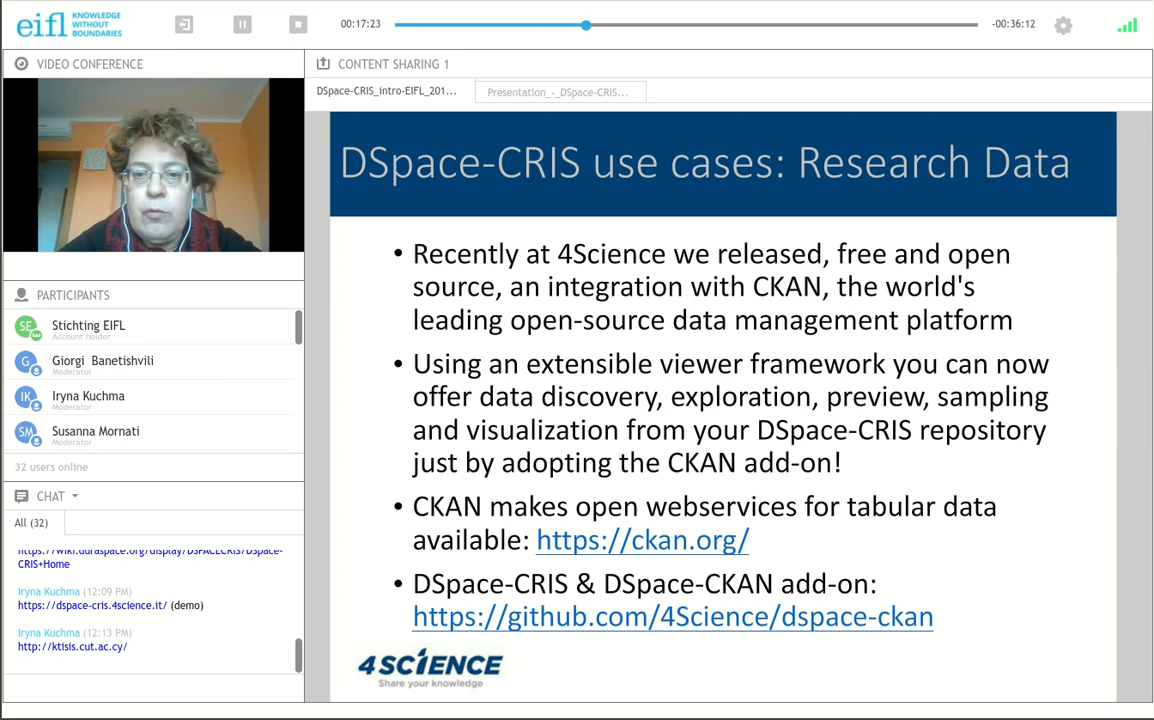 eifl KNOWLEDGE
WITHOUT
BOUNDARIES
00:17:23
-00:36:12
VIDEO CONFERENCE
CONTENT SHARING 1
DSpace-CRIS_intro-EIFL_201...
Presentation_-_DSpace-CRIS...
DSpace-CRIS use cases: Research Data
• Recently at 4Science we released, free and open
source, an integration with CKAN, the world's
leading open-source data management platform
• Using an extensible viewer framework you can now
offer data discovery, exploration, preview, sampling
and visualization from your DSpace-CRIS repository
just by adopting the CKAN add-on!
• CKAN makes open webservices for tabular data
available: https://ckan.org/
• DSpace-CRIS & DSpace-CKAN add-on:
https://github.com/4Science/dspace-ckan
4SCIENCE
Share your knowledge
PARTICIPANTS
SE Stichting EIFL
Account holder
G Giorgi Banetishvili
Moderator
IK Iryna Kuchma
Moderator
SM Susanna Mornati
Moderator
32 users online
CHAT
All (32)
https://wiki.duraspace.org/display/DSPACECRIS/DSpace-
CRIS+Home
Iryna Kuchma (12:09 PM)
https://dspace-cris.4science.it/ (demo)
Iryna Kuchma (12:13 PM)
http://ktisis.cut.ac.cy/